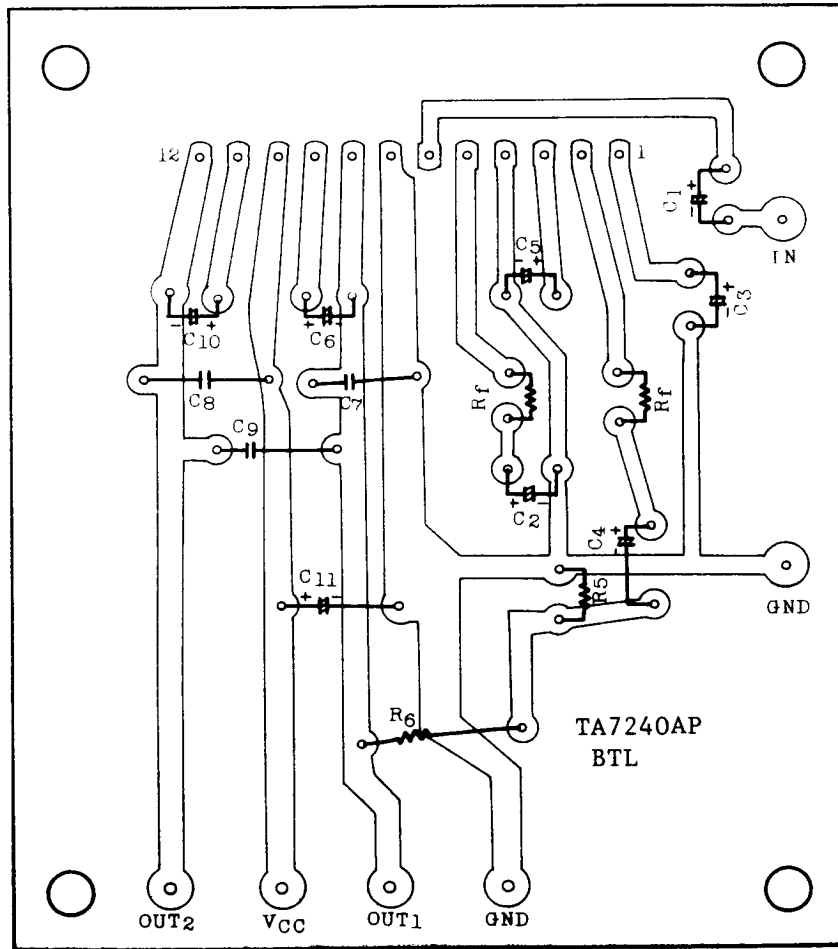 12
1
C1
+
-
IN
C5
- +
+
-
C3
- +
C10
+ -
C6
C8
C7
Rf
Rf
C9
+ -
C2
+
-
C4
C11
+ -
R5
GND
R6
TA7240AP
BTL
OUT2
VCC
OUT1
GND